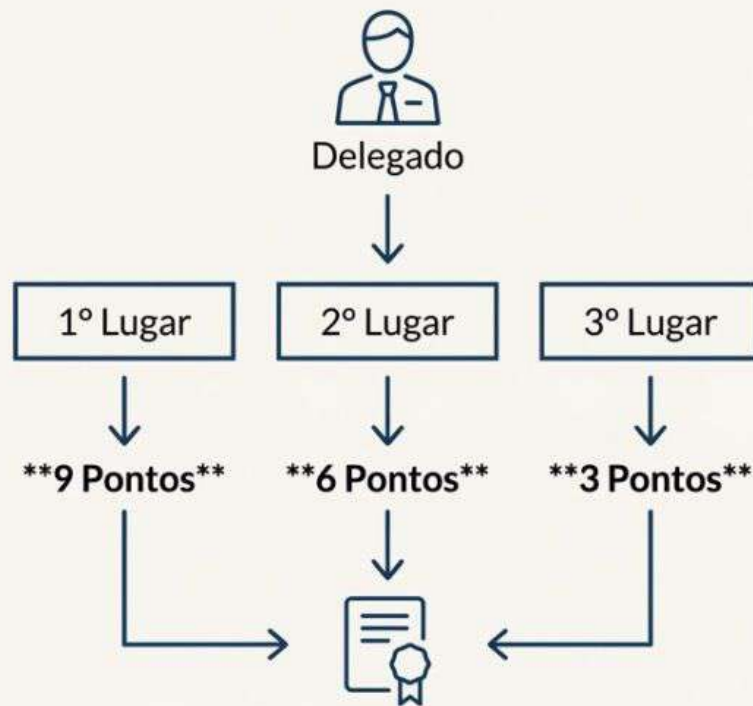 Delegado
1º Lugar
2º Lugar
3º Lugar
**9 Pontos**
**6 Pontos**
**3 Pontos**